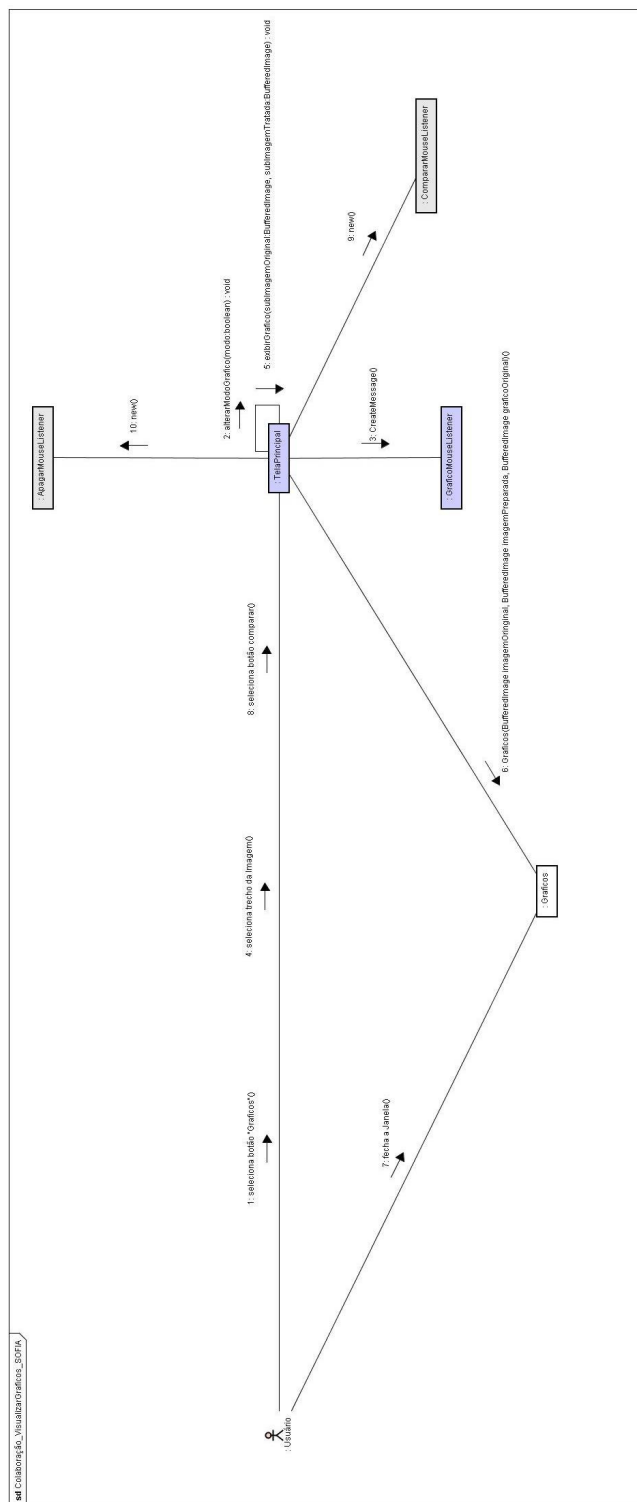 sd Colaboração_VisualizarGraficos_SOFIA
: Usuário
1: seleciona botão "Graficos"()
4: seleciona trecho da Imagem()
8: seleciona botão comparar()
7: fecha a Janela()
: Graficos
6: Graficos(BufferedImage imagemOringinal, BufferedImage imagemPreparada, BufferedImage graficoOriginal)()
: TelaPrincipal
2: alterarModoGrafico(modo:boolean) : void
5: exibirGrafico(subImagemOriginal:BufferedImage, subImagemTratada:BufferedImage) : void
10: new()
: ApagarMouseListener
3: CreateMessage()
: GraficoMouseListener
9: new()
: CompararMouseListener